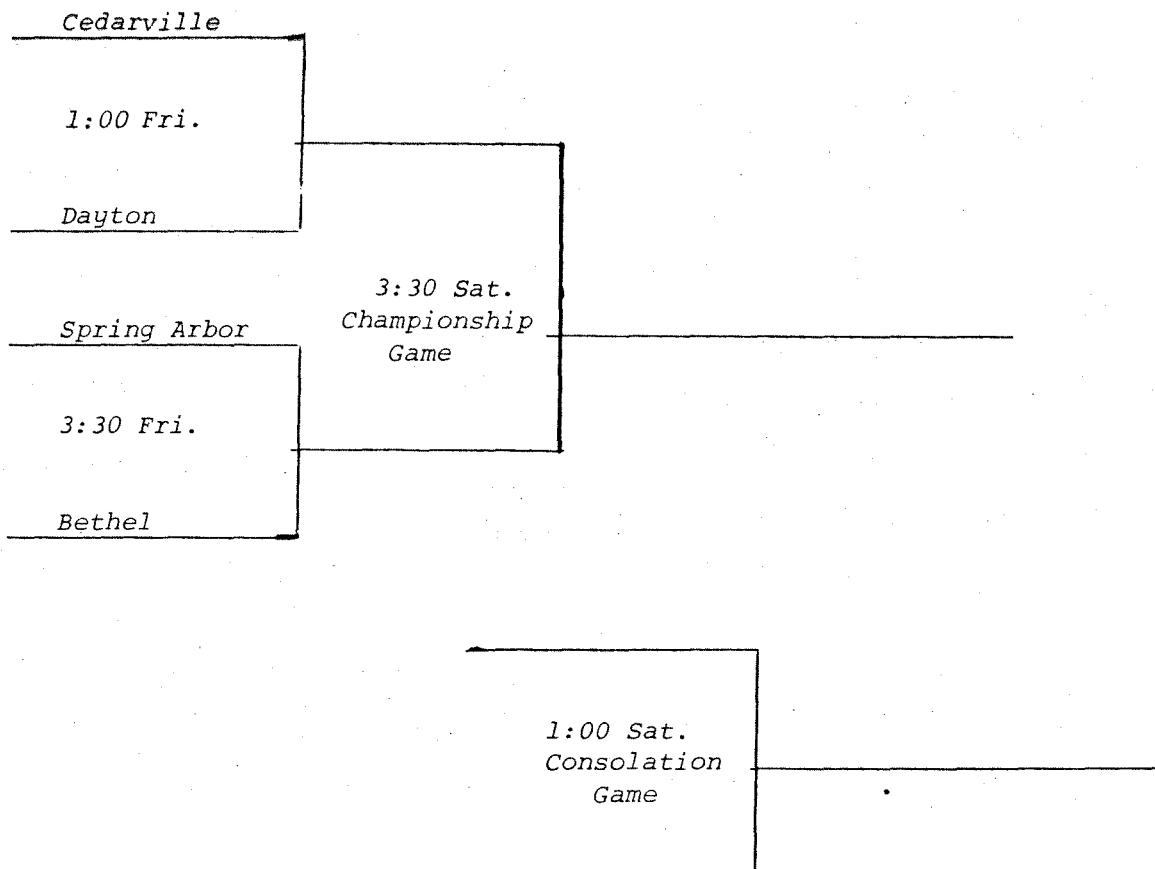 Cedarville
1:00 Fri.
Dayton
Spring Arbor
3:30 Fri.
Bethel
3:30 Sat.
Championship
Game
1:00 Sat.
Consolation
Game